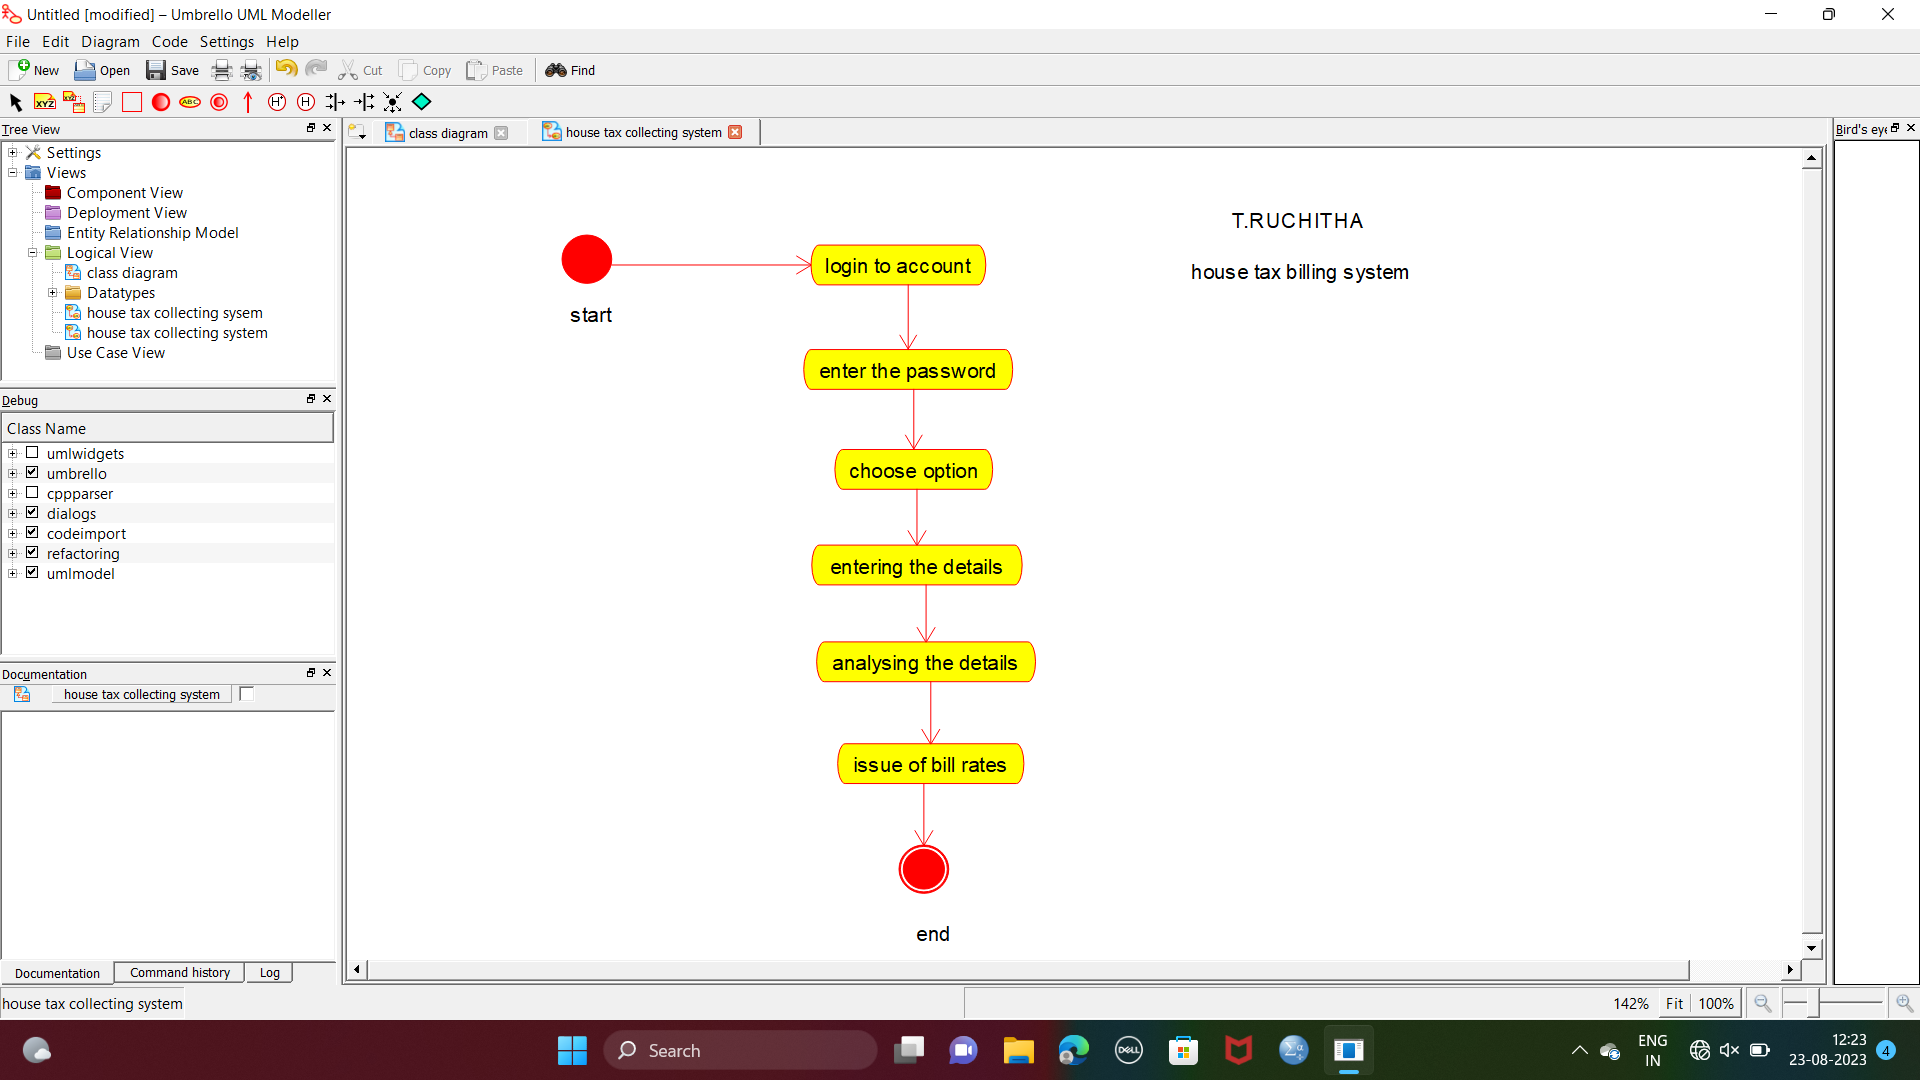 Untitled [modified] – Umbrello UML Modeller
File Edit Diagram Code Settings Help
New Open Save Cut Copy Paste Find
XYZ XYZ ABC H* H
Tree View
class diagram
house tax collecting system
Bird's eye
Settings
Views
Component View
Deployment View
Entity Relationship Model
Logical View
class diagram
Datatypes
house tax collecting sysem
house tax collecting system
Use Case View
Debug
Class Name
umlwidgets
umbrello
cppparser
dialogs
codeimport
refactoring
umlmodel
Documentation
house tax collecting system
Documentation Command history Log
T.RUCHITHA
house tax billing system
start
login to account
enter the password
choose option
entering the details
analysing the details
issue of bill rates
end
house tax collecting system
142% Fit 100%
Search
DELL
ENG
IN
12:23
23-08-2023
4